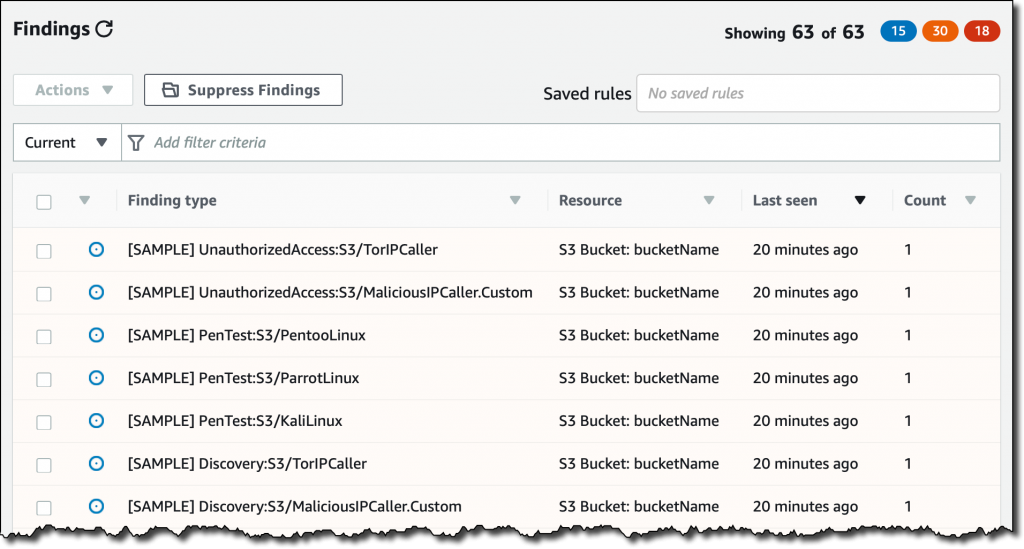 Findings
Showing 63 of 63 15 30 18
Actions Suppress Findings Saved rules No saved rules
Current Add filter criteria
Finding type Resource Last seen Count
[SAMPLE] UnauthorizedAccess:S3/TorIPCaller S3 Bucket: bucketName 20 minutes ago 1
[SAMPLE] UnauthorizedAccess:S3/MaliciousIPCaller.Custom S3 Bucket: bucketName 20 minutes ago 1
[SAMPLE] PenTest:S3/PentooLinux S3 Bucket: bucketName 20 minutes ago 1
[SAMPLE] PenTest:S3/ParrotLinux S3 Bucket: bucketName 20 minutes ago 1
[SAMPLE] PenTest:S3/KaliLinux S3 Bucket: bucketName 20 minutes ago 1
[SAMPLE] Discovery:S3/TorIPCaller S3 Bucket: bucketName 20 minutes ago 1
[SAMPLE] Discovery:S3/MaliciousIPCaller.Custom S3 Bucket: bucketName 20 minutes ago 1